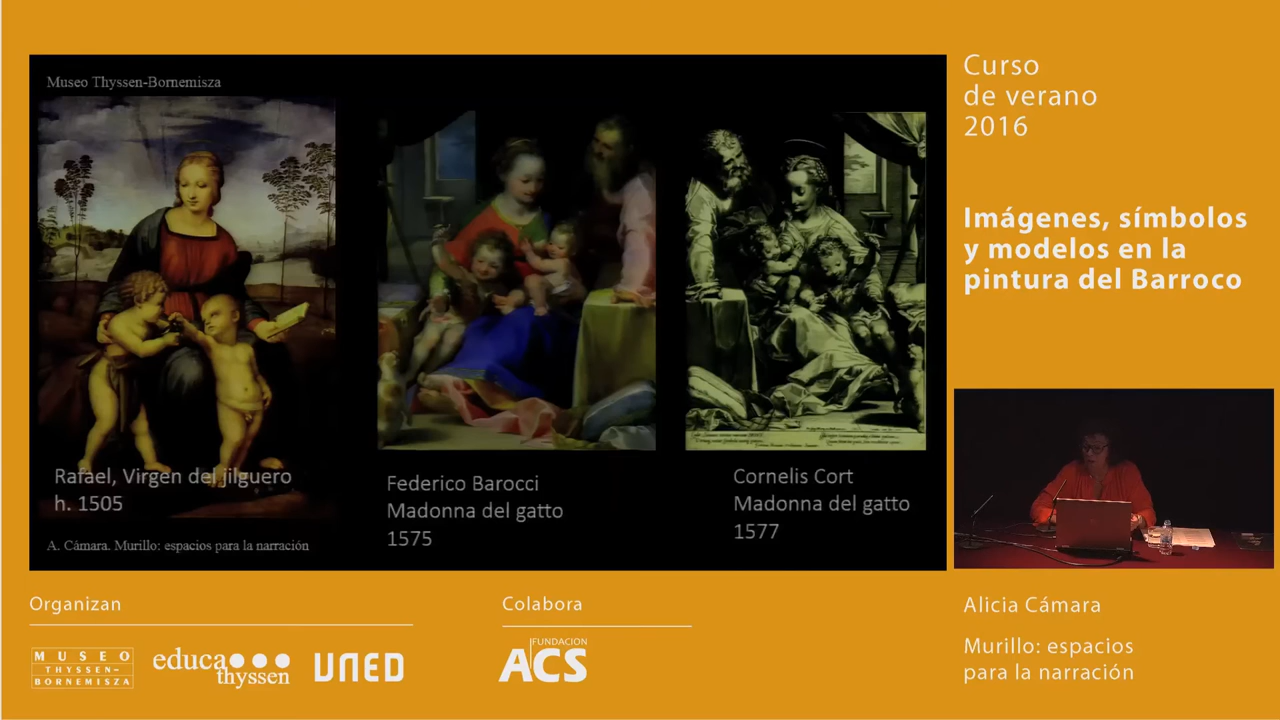 Museo Thyssen-Bornemisza
Rafael, Virgen del jilguero
h. 1505
Federico Barocci
Madonna del gatto
1575
Cornelis Cort
Madonna del gatto
1577
A. Cámara. Murillo: espacios para la narración
Curso
de verano
2016
Imágenes, símbolos
y modelos en la
pintura del Barroco
Alicia Cámara
Murillo: espacios
para la narración
Organizan
MUSEO
THYSSEN-
BORNEMISZA
educa
thyssen
UNED
Colabora
FUNDACION
ACS